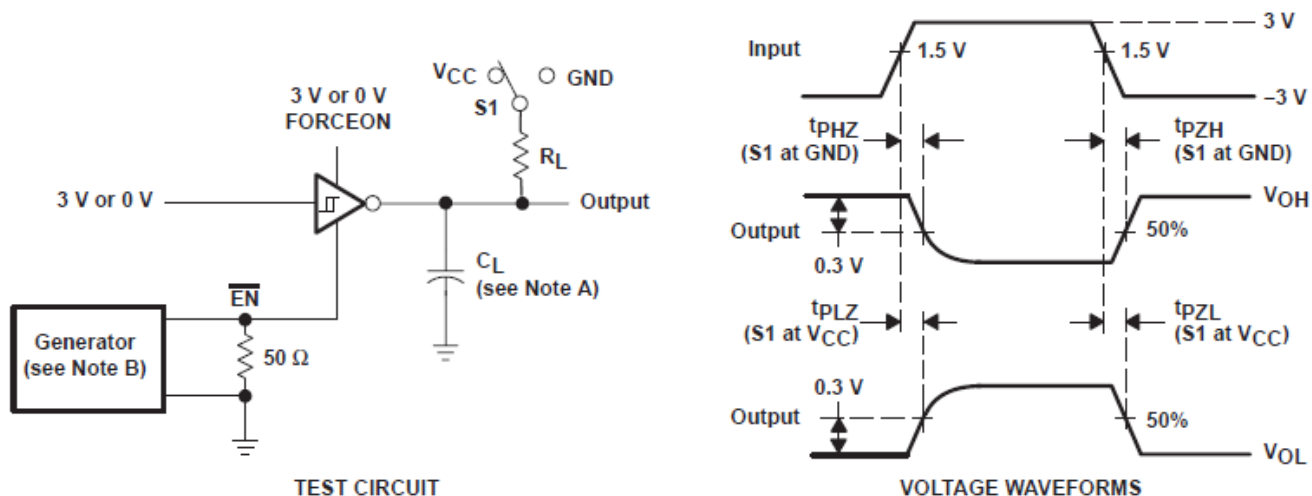 3 V or 0 V
FORCEON
VCC
GND
S1
RL
3 V or 0 V
Output
CL
(see Note A)
EN
Generator
(see Note B)
50 Ω
TEST CIRCUIT
Input
3 V
1.5 V
1.5 V
–3 V
tPHZ
(S1 at GND)
tPZH
(S1 at GND)
VOH
Output
50%
0.3 V
tPLZ
(S1 at VCC)
tPZL
(S1 at VCC)
0.3 V
Output
50%
VOL
VOLTAGE WAVEFORMS